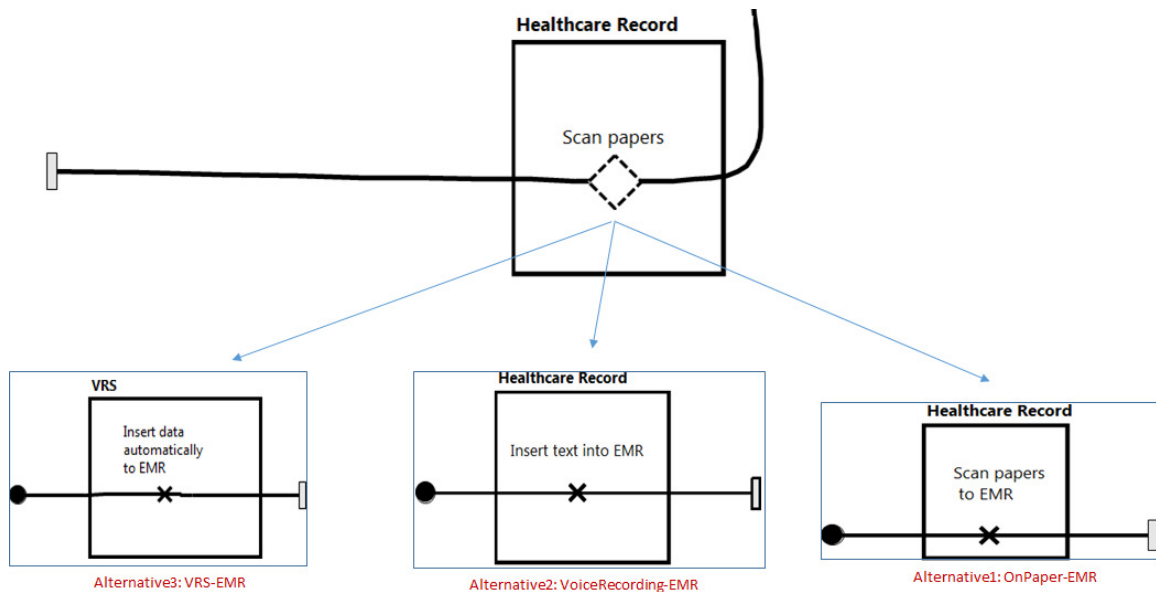 Healthcare Record
Scan papers
VRS
Insert data
automatically
to EMR
Alternative3: VRS-EMR
Healthcare Record
Insert text into EMR
Alternative2: VoiceRecording-EMR
Healthcare Record
Scan papers
to EMR
Alternative1: OnPaper-EMR